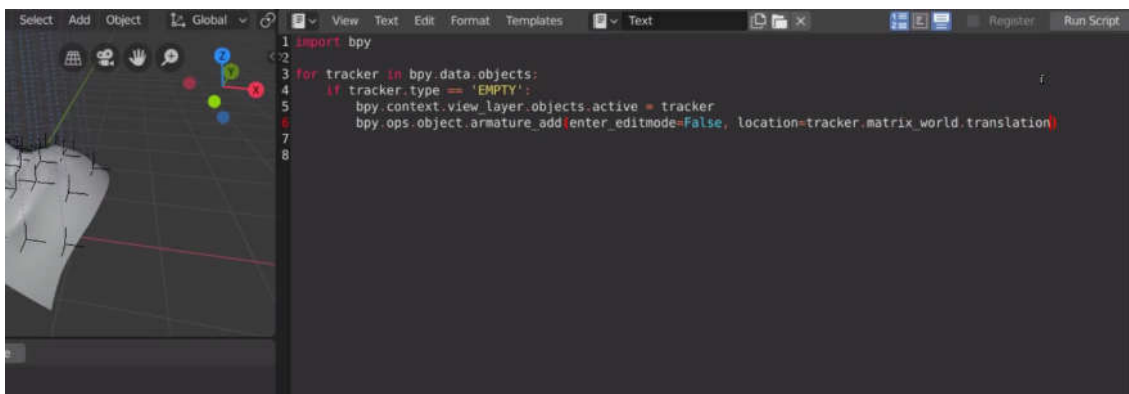 Select Add Object Global View Text Edit Format Templates Text Register Run Script
Z
Y
X
1 import bpy
2
3 for tracker in bpy.data.objects:
4 if tracker.type == 'EMPTY':
5 bpy.context.view_layer.objects.active = tracker
6 bpy.ops.object.armature_add(enter_editmode=False, location=tracker.matrix_world.translation)
7
8